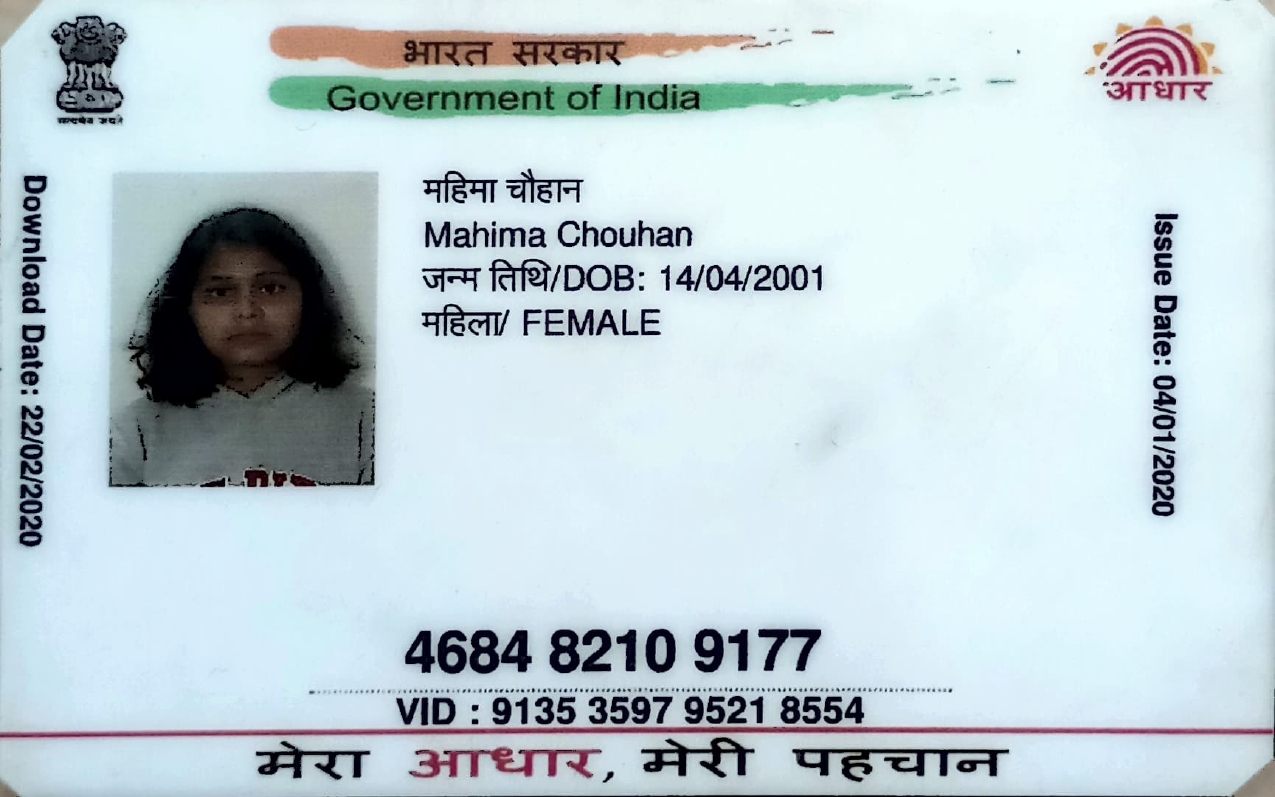 भारत सरकार
Government of India
आधार
सत्यमेव जयते
Download Date: 22/02/2020
महिमा चौहान
Mahima Chouhan
जन्म तिथि/DOB: 14/04/2001
महिला/ FEMALE
Issue Date: 04/01/2020
4684 8210 9177
VID : 9135 3597 9521 8554
मेरा आधार, मेरी पहचान